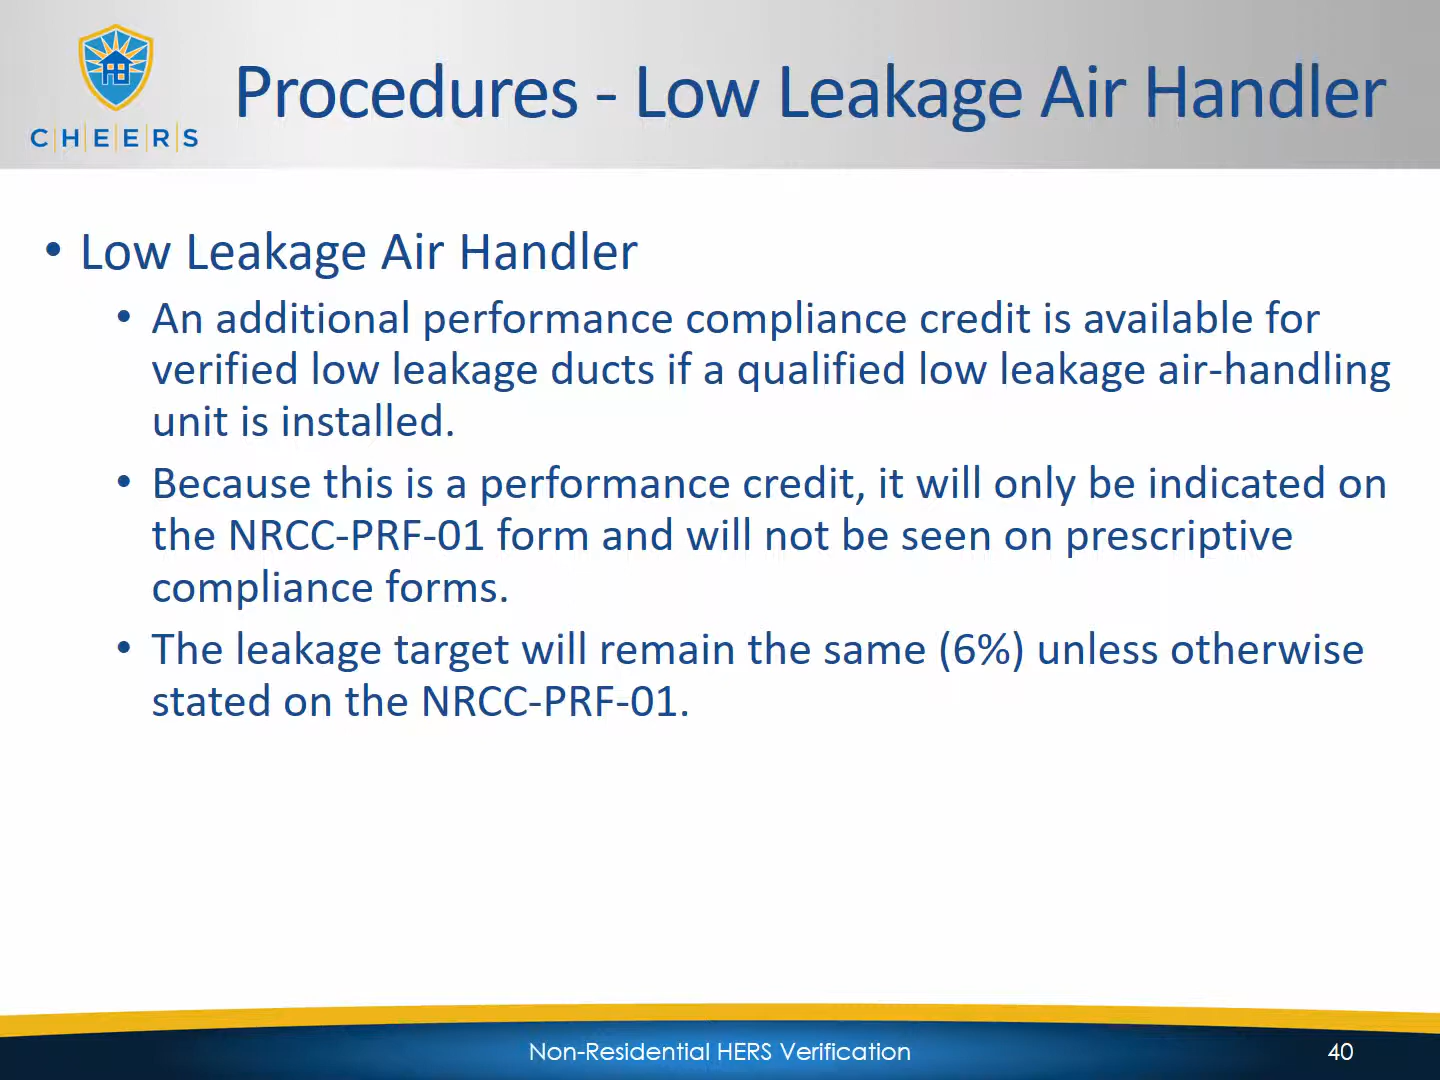 Procedures - Low Leakage Air Handler
C|H|E|E|R|S
• Low Leakage Air Handler
• An additional performance compliance credit is available for
verified low leakage ducts if a qualified low leakage air-handling
unit is installed.
• Because this is a performance credit, it will only be indicated on
the NRCC-PRF-01 form and will not be seen on prescriptive
compliance forms.
• The leakage target will remain the same (6%) unless otherwise
stated on the NRCC-PRF-01.
Non-Residential HERS Verification
40